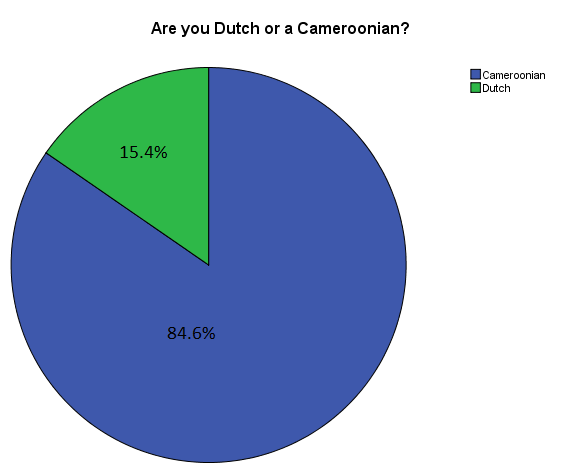 Are you Dutch or a Cameroonian?
Cameroonian
Dutch
15.4%
84.6%